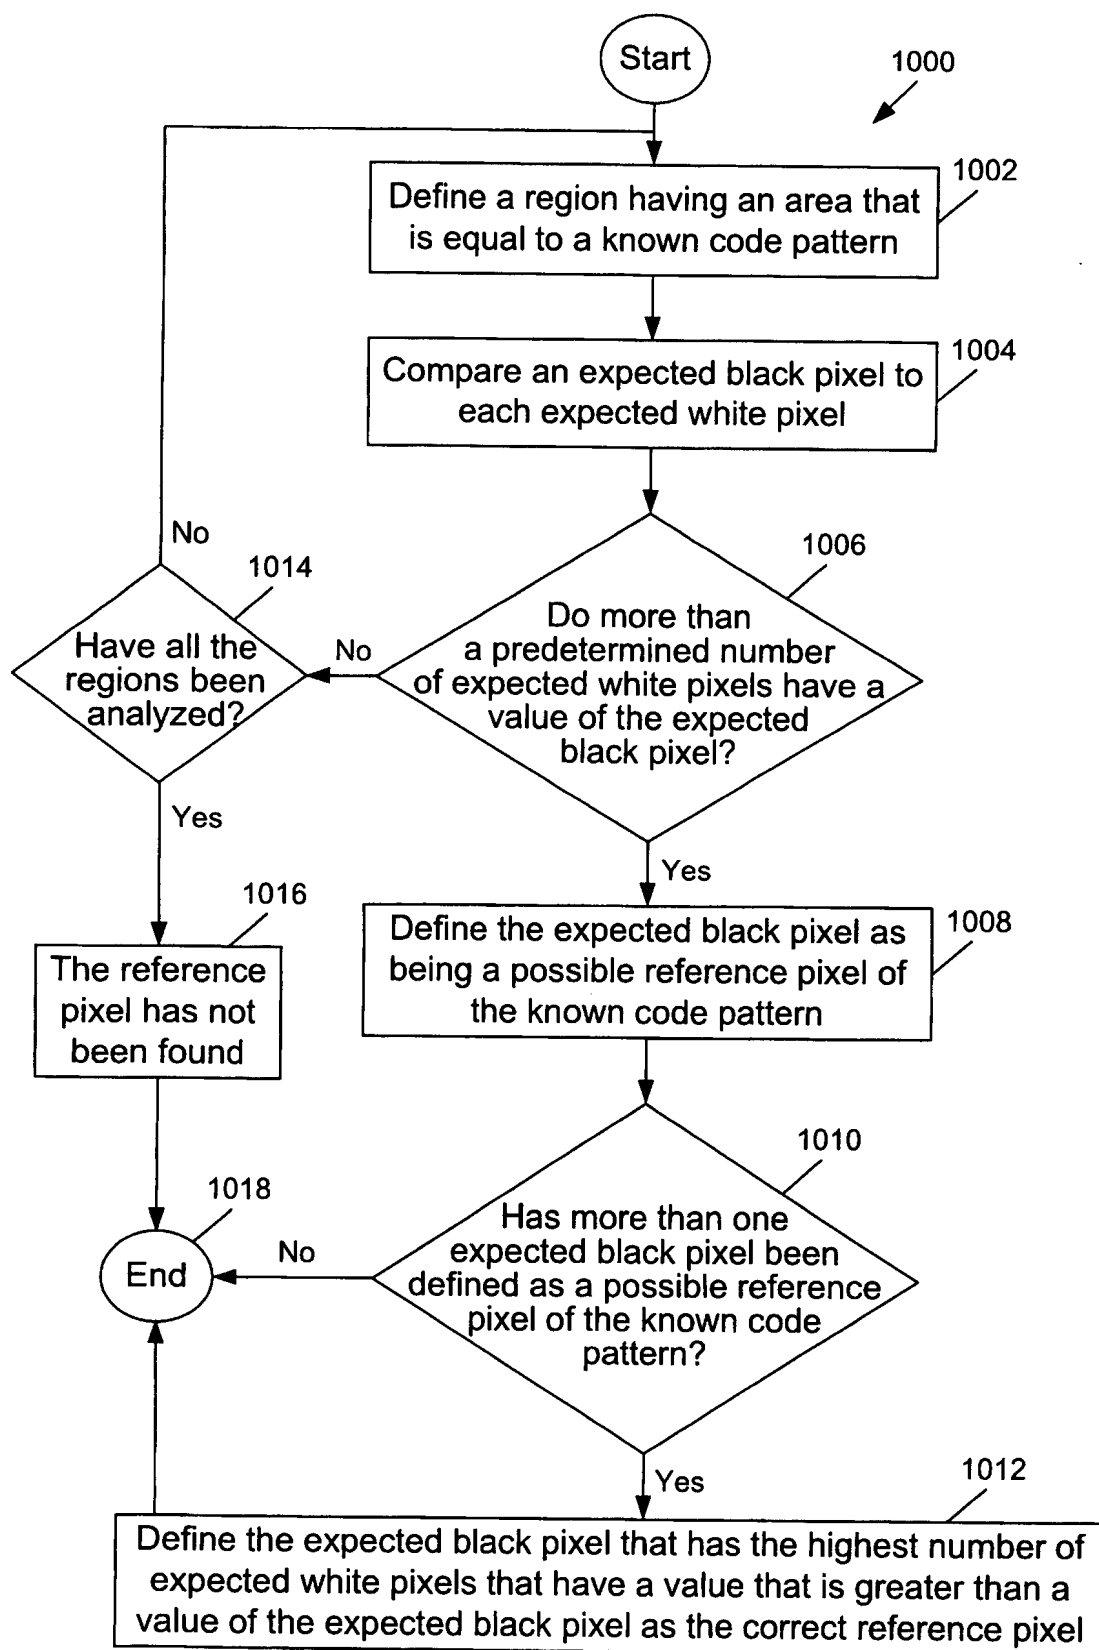 Start
1000
1002
Define a region having an area that
is equal to a known code pattern
1004
Compare an expected black pixel to
each expected white pixel
No
1006
1014
Do more than
a predetermined number
of expected white pixels have a
value of the expected
black pixel?
No
Have all the
regions been
analyzed?
Yes
Yes
1016
1008
Define the expected black pixel as
being a possible reference pixel of
the known code pattern
The reference
pixel has not
been found
1010
1018
Has more than one
expected black pixel been
defined as a possible reference
pixel of the known code
pattern?
No
End
Yes
1012
Define the expected black pixel that has the highest number of
expected white pixels that have a value that is greater than a
value of the expected black pixel as the correct reference pixel